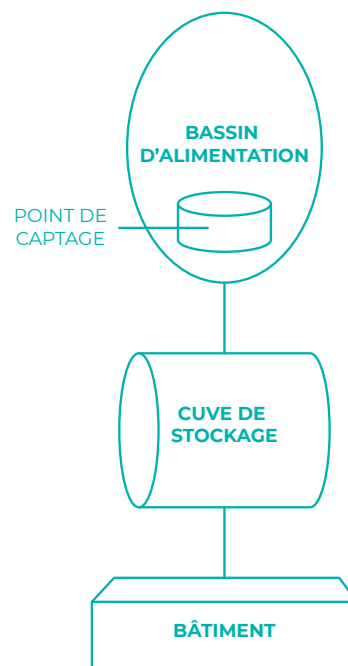 BASSIN
D’ALIMENTATION
POINT DE
CAPTAGE
CUVE DE
STOCKAGE
BÂTIMENT